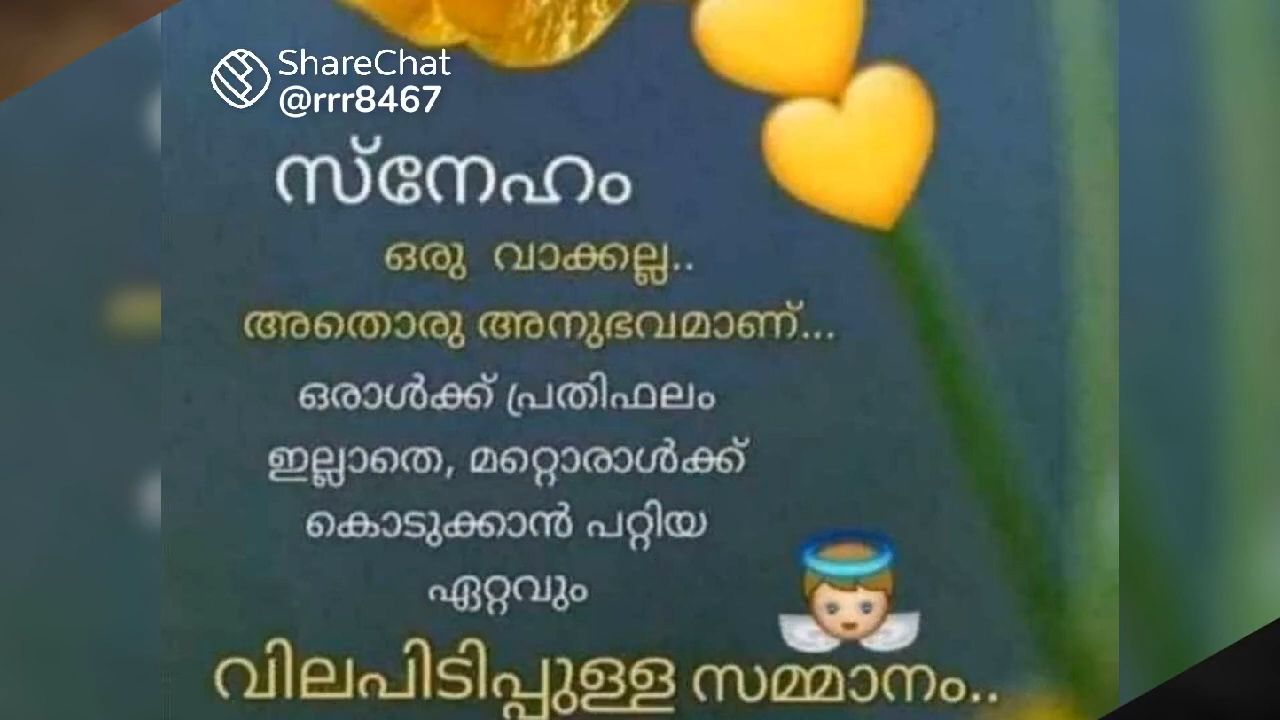 ShareChat
@rrr8467
സ്നേഹം
ഒരു വാക്കല്ല..
അതൊരു അനുഭവമാണ്...
ഒരാൾക്ക് പ്രതിഫലം
ഇല്ലാതെ, മറ്റൊരാൾക്ക്
കൊടുക്കാൻ പറ്റിയ
ഏറ്റവും
വിലപിടിപ്പുള്ള സമ്മാനം..